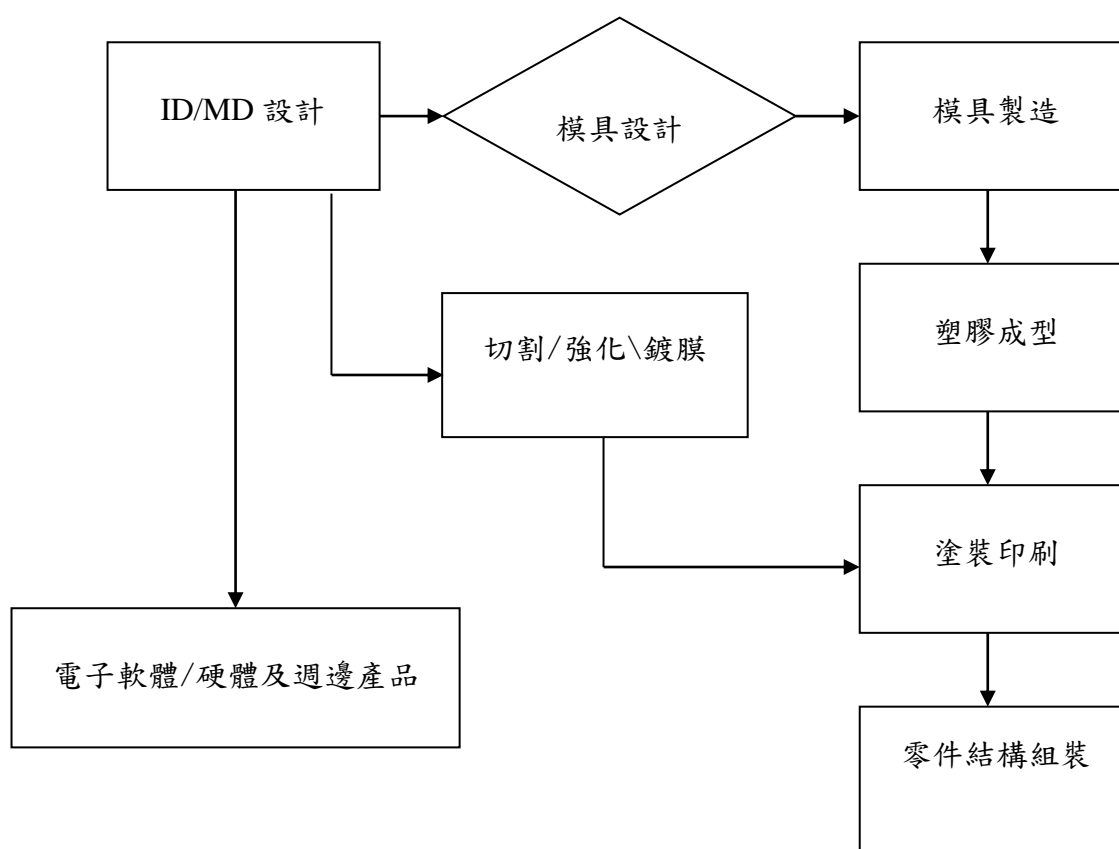 ID/MD 設計
模具設計
模具製造
塑膠成型
切割/強化\鍍膜
塗裝印刷
電子軟體/硬體及週邊產品
零件結構組裝